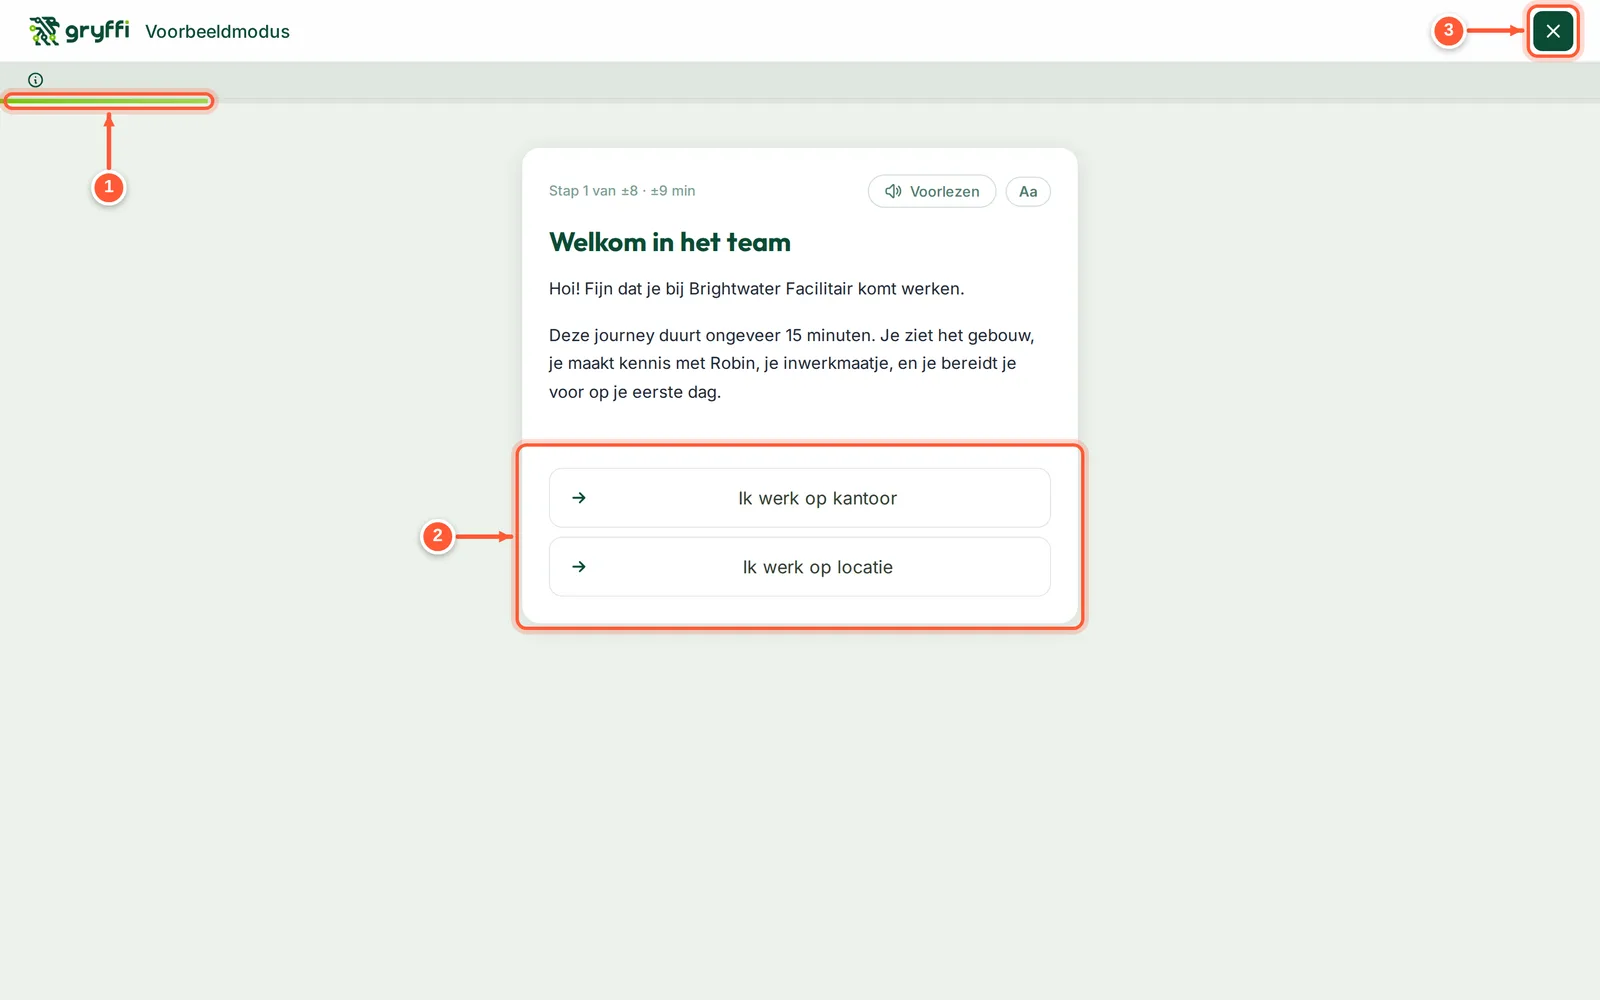 gryffi Voorbeeldmodus
3
1
Stap 1 van ±8 · ±9 min
Voorlezen
Aa
Welkom in het team
Hoi! Fijn dat je bij Brightwater Facilitair komt werken.
Deze journey duurt ongeveer 15 minuten. Je ziet het gebouw,
je maakt kennis met Robin, je inwerkmaatje, en je bereidt je
voor op je eerste dag.
Ik werk op kantoor
2
Ik werk op locatie